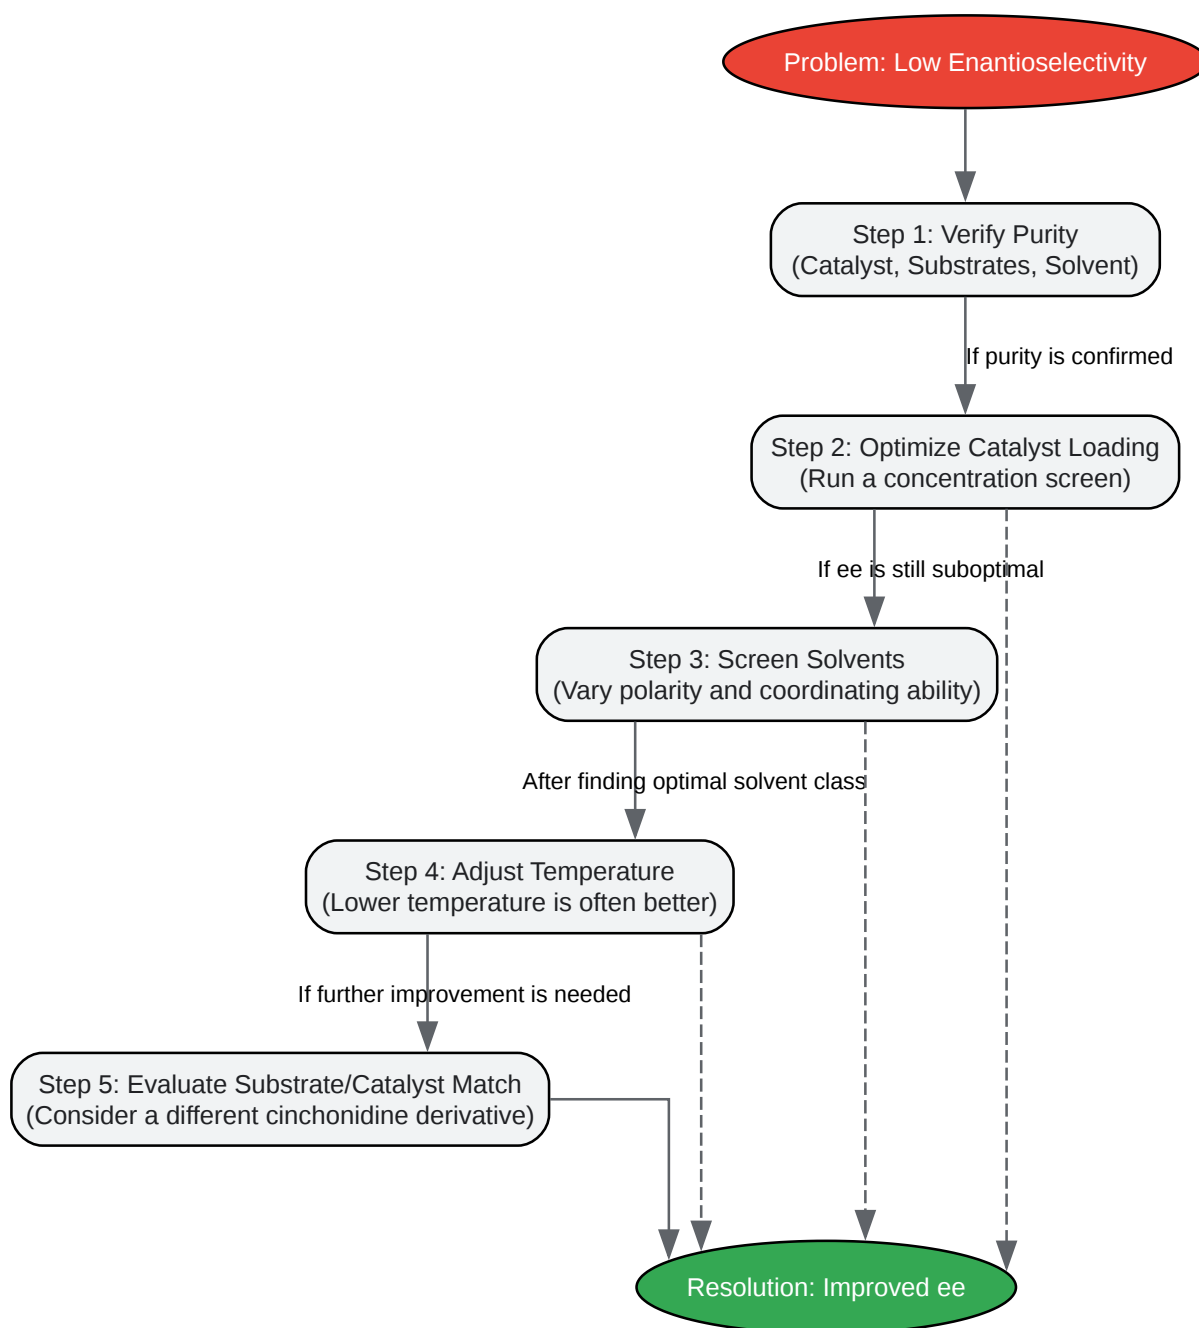 Problem: Low Enantioselectivity
Step 1: Verify Purity
(Catalyst, Substrates, Solvent)
If purity is confirmed
Step 2: Optimize Catalyst Loading
(Run a concentration screen)
If ee is still suboptimal
Step 3: Screen Solvents
(Vary polarity and coordinating ability)
After finding optimal solvent class
Step 4: Adjust Temperature
(Lower temperature is often better)
If further improvement is needed
Step 5: Evaluate Substrate/Catalyst Match
(Consider a different cinchonidine derivative)
Resolution: Improved ee